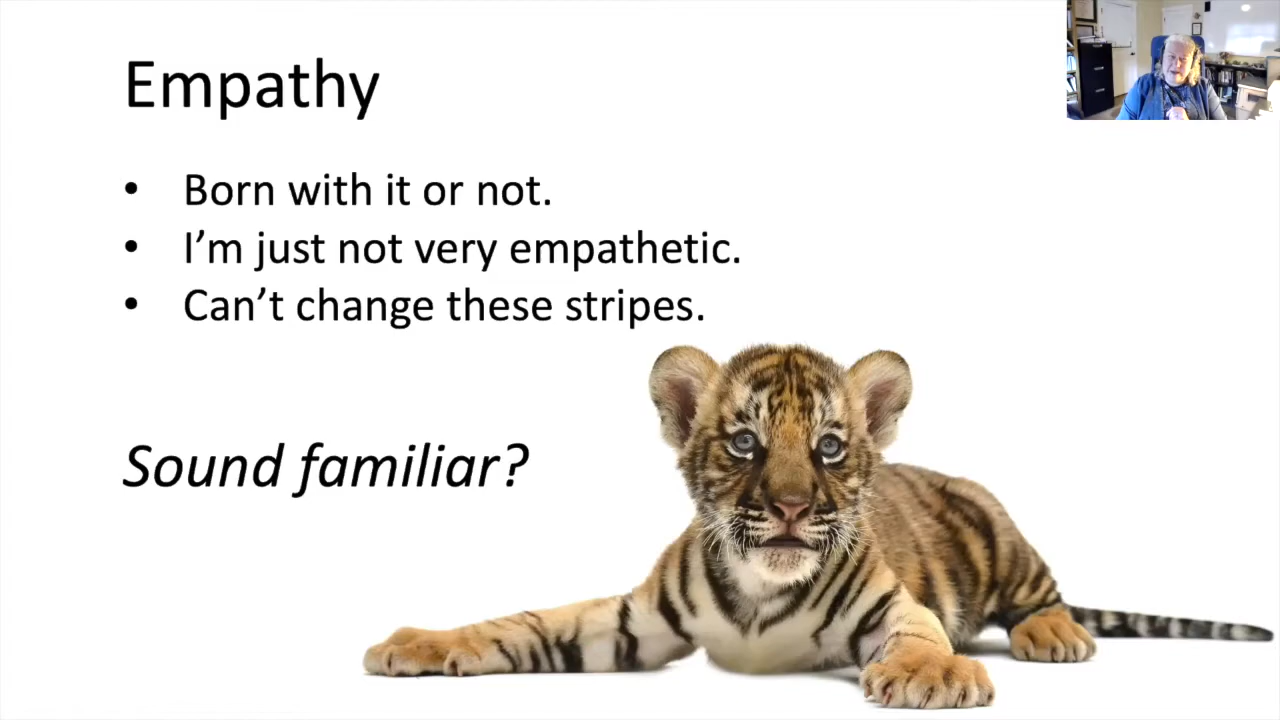 Empathy
• Born with it or not.
• I’m just not very empathetic.
• Can’t change these stripes.
Sound familiar?